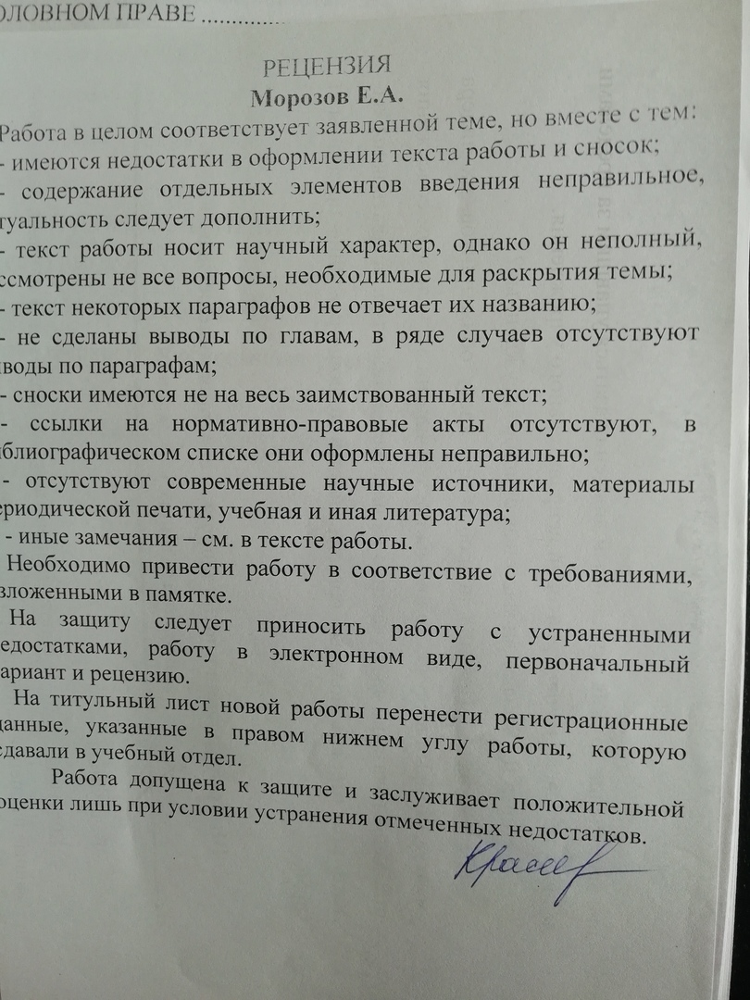 ОЛОВНОМ ПРАВЕ ..............
РЕЦЕНЗИЯ
Морозов Е.А.
Работа в целом соответствует заявленной теме, но вместе с тем:
- имеются недостатки в оформлении текста работы и сносок;
- содержание отдельных элементов введения неправильное,
туальность следует дополнить;
- текст работы носит научный характер, однако он неполный,
ссмотрены не все вопросы, необходимые для раскрытия темы;
- текст некоторых параграфов не отвечает их названию;
- не сделаны выводы по главам, в ряде случаев отсутствуют
воды по параграфам;
- сноски имеются не на весь заимствованный текст;
- ссылки на нормативно-правовые акты отсутствуют, в
блиографическом списке они оформлены неправильно;
- отсутствуют современные научные источники, материалы
ериодической печати, учебная и иная литература;
- иные замечания – см. в тексте работы.
Необходимо привести работу в соответствие с требованиями,
зложенными в памятке.
На защиту следует приносить работу с устраненными
едостатками, работу в электронном виде, первоначальный
ариант и рецензию.
На титульный лист новой работы перенести регистрационные
данные, указанные в правом нижнем углу работы, которую
сдавали в учебный отдел.
Работа допущена к защите и заслуживает положительной
оценки лишь при условии устранения отмеченных недостатков.